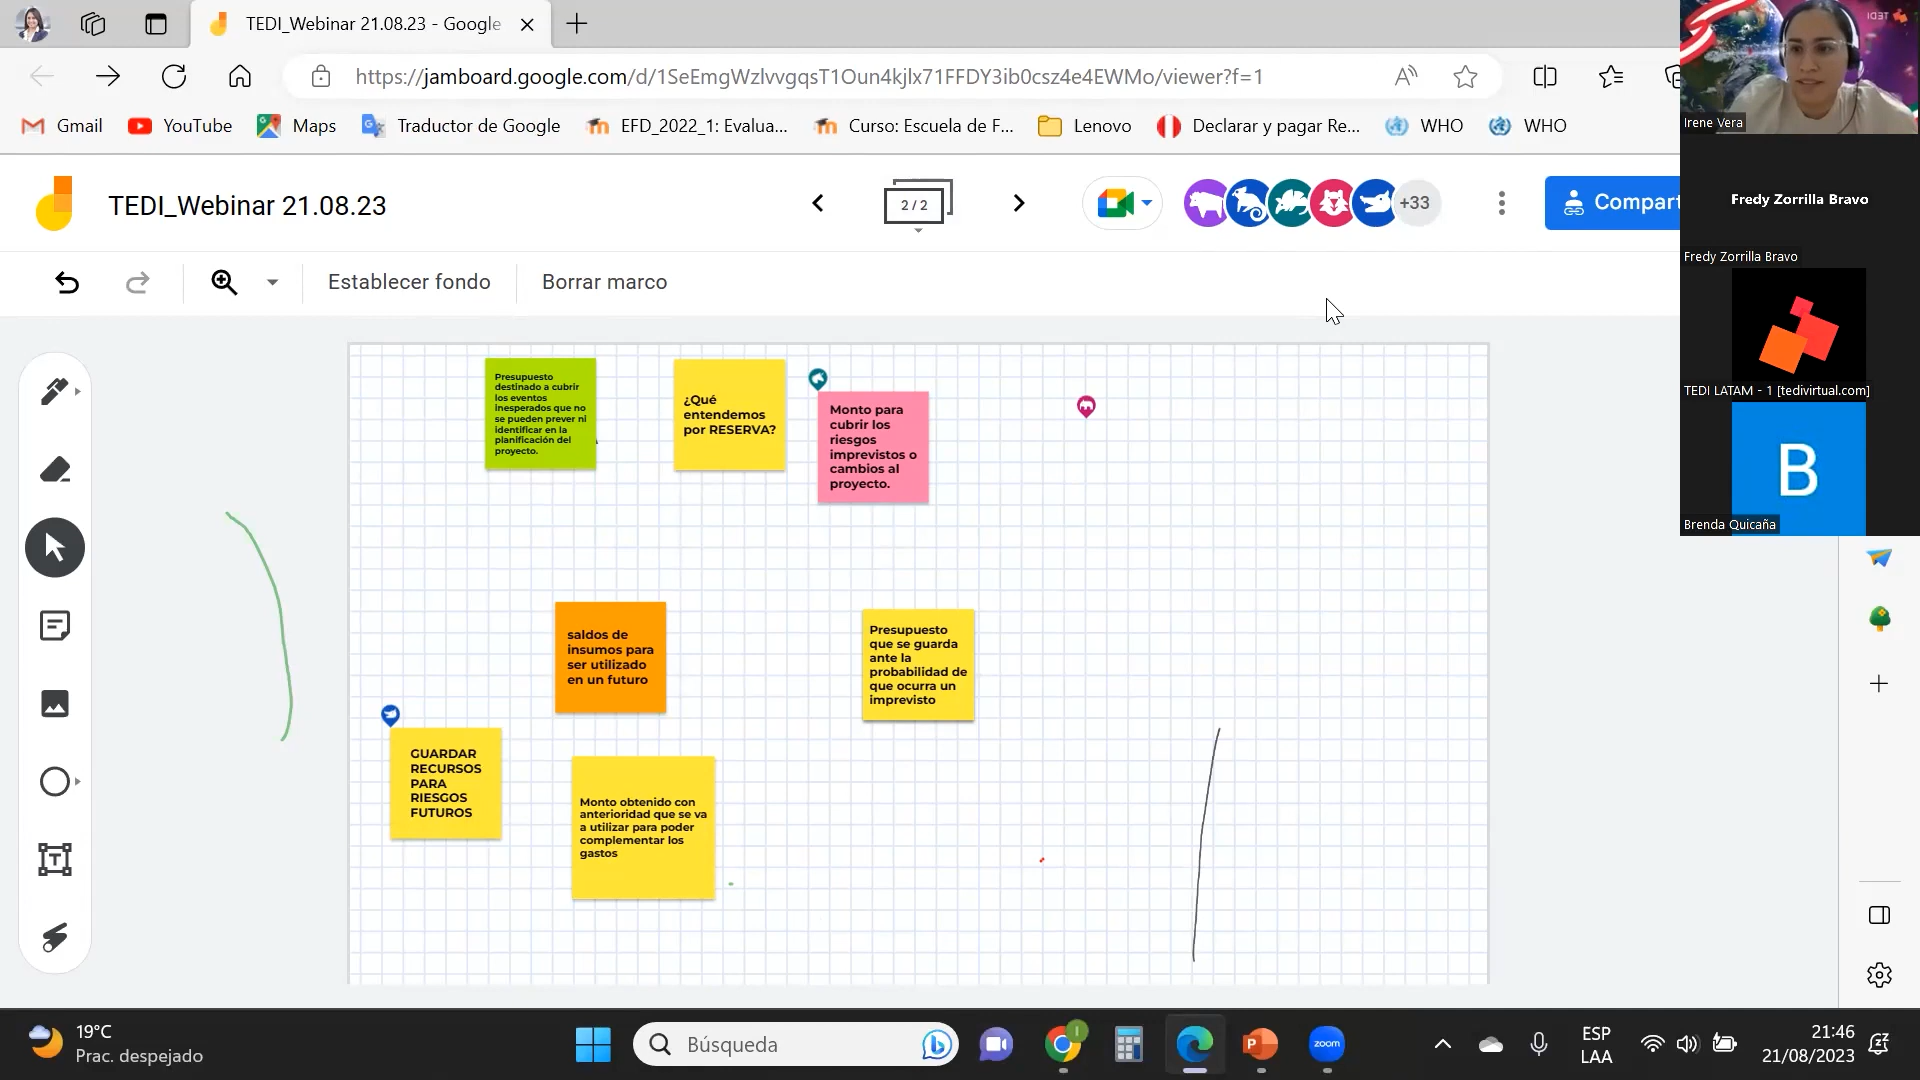 TEDI_Webinar 21.08.23 - Google
https://jamboard.google.com/d/1SeEmgWzlvvgqsT1Oun4kjlx71FFDY3ib0csz4e4EWMo/viewer?f=1
Gmail
YouTube
Maps
Traductor de Google
EFD_2022_1: Evalua...
Curso: Escuela de F...
Lenovo
Declarar y pagar Re...
WHO
WHO
TEDI_Webinar 21.08.23
2 / 2
+33
Compart
Establecer fondo
Borrar marco
Presupuesto
destinado a cubrir
los eventos
inesperados que no
se pueden prever ni
identificar en la
planificación del
proyecto.
¿Qué
entendemos
por RESERVA?
Monto para
cubrir los
riesgos
imprevistos o
cambios al
proyecto.
saldos de
insumos para
ser utilizado
en un futuro
Presupuesto
que se guarda
ante la
probabilidad de
que ocurra un
imprevisto
GUARDAR
RECURSOS
PARA
RIESGOS
FUTUROS
Monto obtenido con
anterioridad que se va
a utilizar para poder
complementar los
gastos
Irene Vera
Fredy Zorrilla Bravo
Fredy Zorrilla Bravo
TEDI LATAM - 1 [tedivirtual.com]
B
Brenda Quicaña
19°C
Prac. despejado
Búsqueda
zoom
ESP
LAA
21:46
21/08/2023